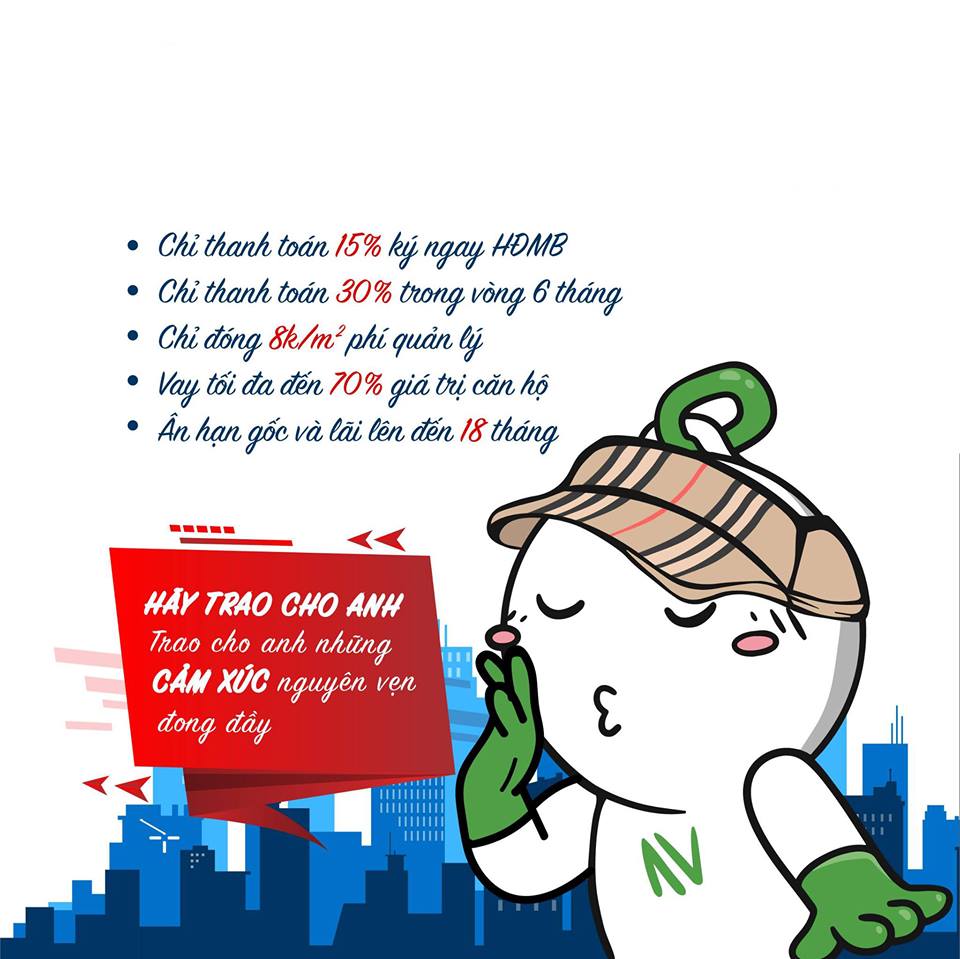 Chỉ thanh toán 15% ký ngay HĐMB
Chỉ thanh toán 30% trong vòng 6 tháng
Chỉ đóng 8k/m² phí quản lý
Vay tối đa đến 70% giá trị căn hộ
Ân hạn gốc và lãi lên đến 18 tháng
HÃY TRAO CHO ANH
Trao cho anh những
CẢM XÚC nguyên vẹn
đong đầy
NV